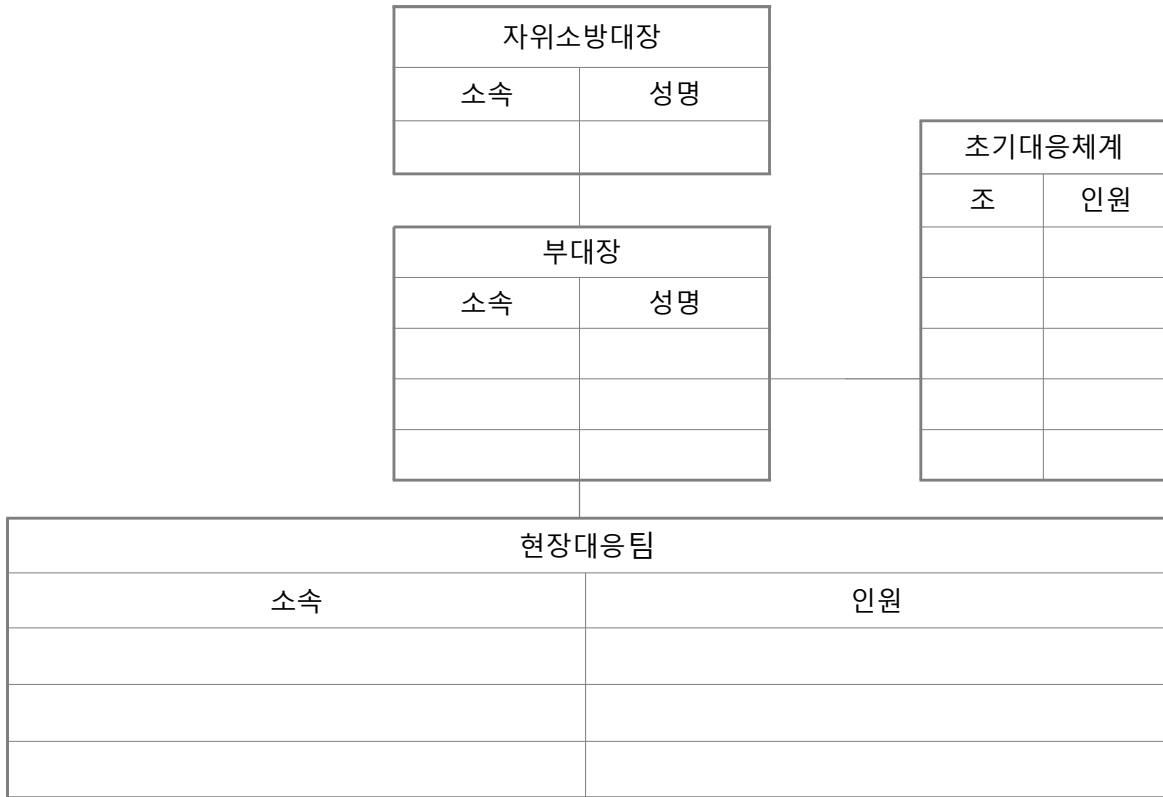 자위소방대장
소속 성명
초기대응체계
조 인원
부대장
소속 성명
현장대응팀
소속 인원